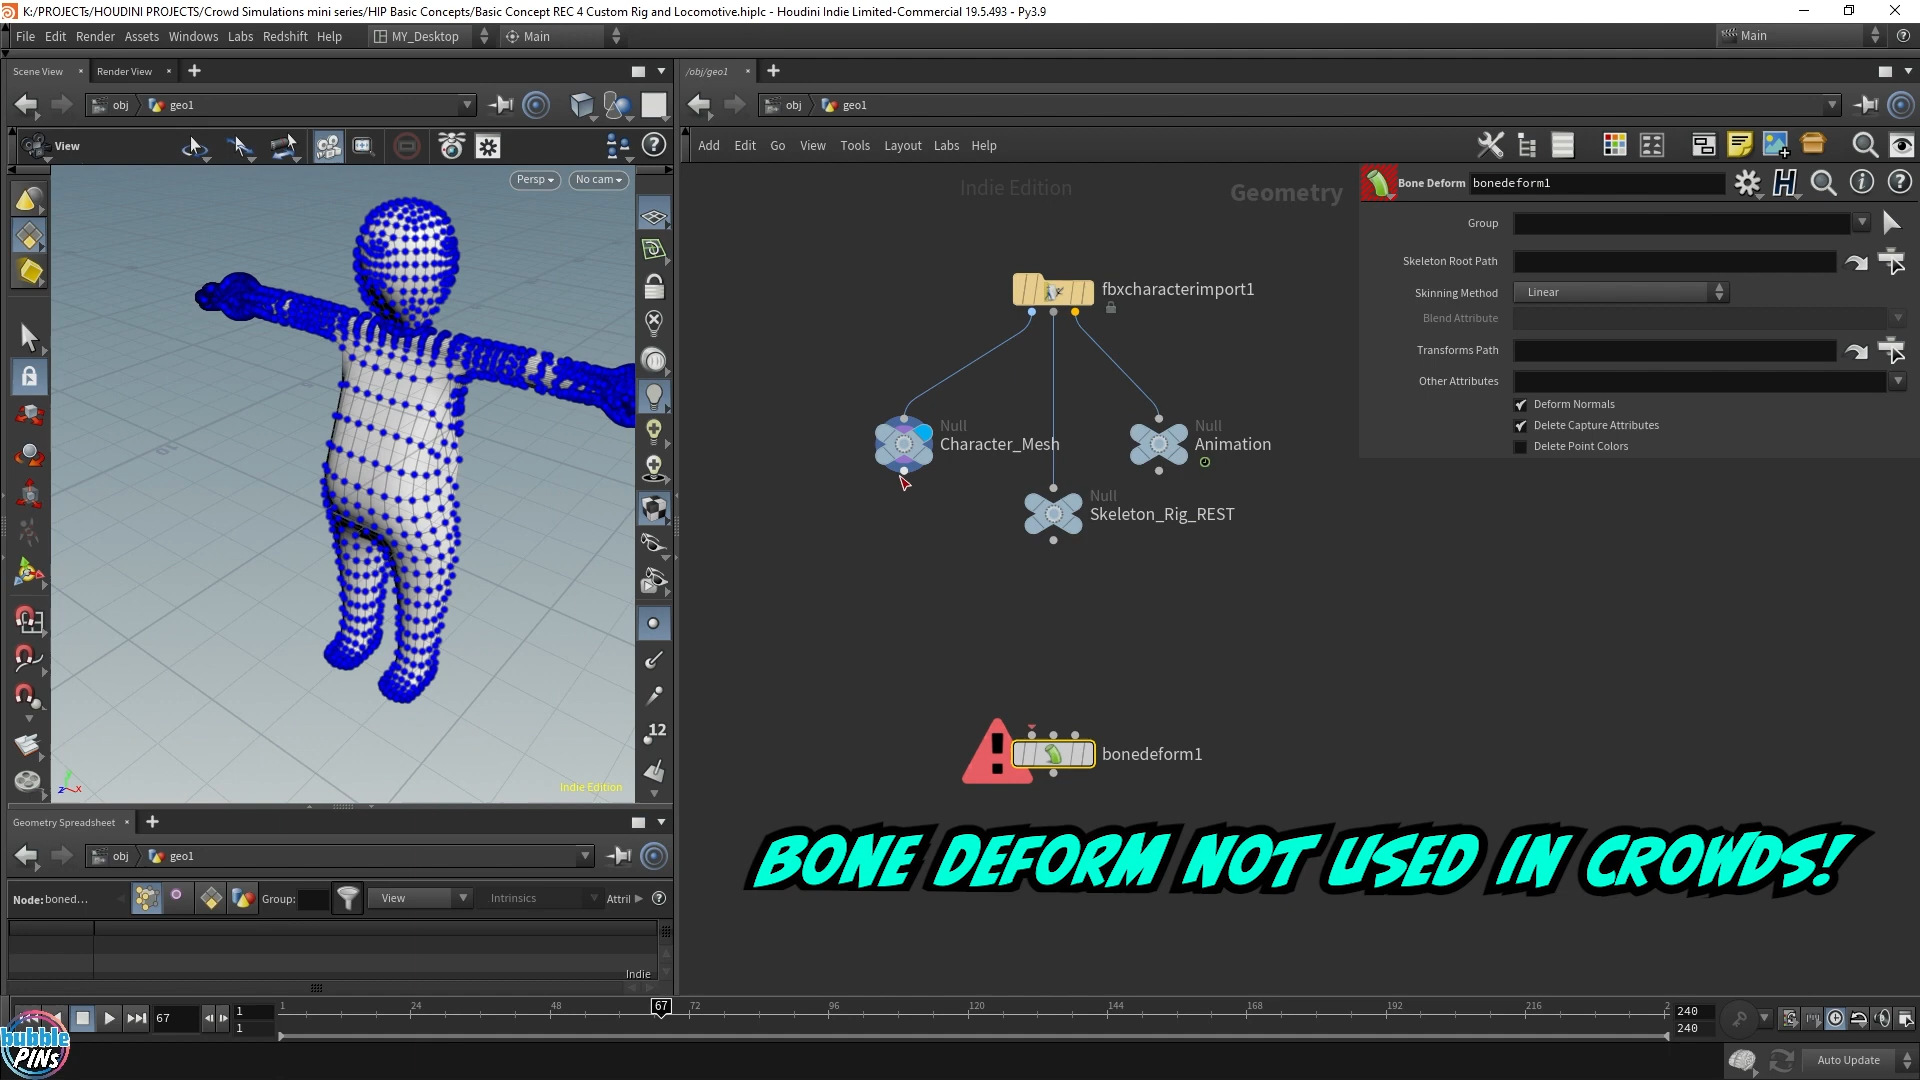 K:/PROJECTs/HOUDINI PROJECTS/Crowd Simulations mini series/HIP Basic Concepts/Basic Concept REC 4 Custom Rig and Locomotive.hiplc - Houdini Indie Limited-Commercial 19.5.493 - Py3.9
File Edit Render Assets Windows Labs Redshift Help MY_Desktop Main Main
Scene View Render View /obj/geo1
obj geo1 obj geo1
View Add Edit Go View Tools Layout Labs Help
Persp No cam
Indie Edition Geometry
Bone Deform bonedeform1
Group
Skeleton Root Path
Skinning Method Linear
Blend Attribute
Transforms Path
Other Attributes
Deform Normals
Delete Capture Attributes
Delete Point Colors
fbxcharacterimport1
Null
Character_Mesh
Null
Animation
Null
Skeleton_Rig_REST
bonedeform1
12
z x
Indie Edition
BONE DEFORM NOT USED IN CROWDS!
Geometry Spreadsheet
obj geo1
Node: boned... Group: View Intrinsics Attril
Indie
67 1 1 24 48 67 72 96 120 144 168 192 216 2 240
1 240
bubble
PINs
Auto Update